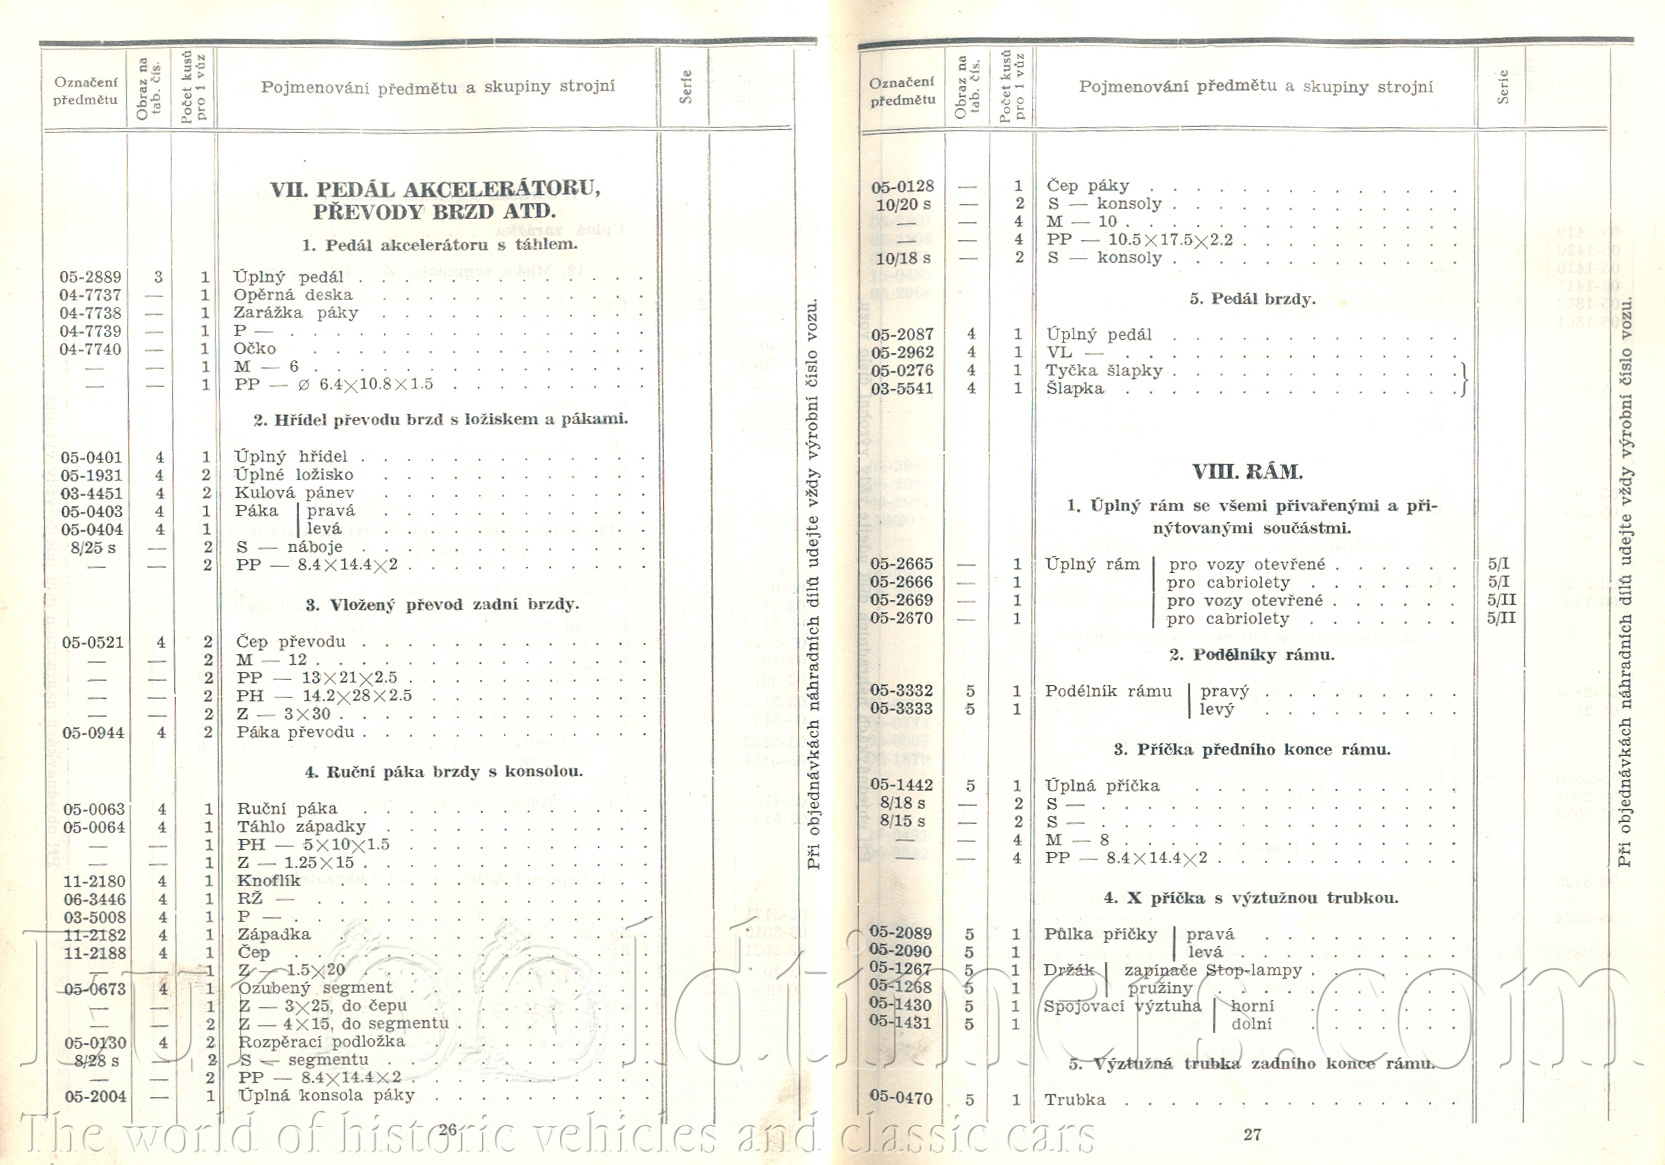 Označení předmětu | Obraz na tab. čís. | Počet kusů pro 1 vůz | Pojmenování předmětu a skupiny strojní | Serie
VII. PEDÁL AKCELERÁTORU,
PŘEVODY BRZD ATD.
1. Pedál akcelerátoru s táhlem.
05-2889 3 1 Úplný pedál
04-7737 — 1 Opěrná deska
04-7738 — 1 Zarážka páky
04-7739 — 1 P —
04-7740 — 1 Očko
— — 1 M — 6
— — 1 PP — ø 6.4×10.8×1.5
2. Hřídel převodu brzd s ložiskem a pákami.
05-0401 4 1 Úplný hřídel
05-1931 4 2 Úplné ložisko
03-4451 4 2 Kulová pánev
05-0403 4 1 Páka | pravá
05-0404 4 1 | levá
8/25 s — 2 S — náboje
— — 2 PP — 8.4×14.4×2
3. Vložený převod zadní brzdy.
05-0521 4 2 Čep převodu
— — 2 M — 12
— — 2 PP — 13×21×2.5
— — 2 PH — 14.2×28×2.5
— — 2 Z — 3×30
05-0944 4 2 Páka převodu
4. Ruční páka brzdy s konsolou.
05-0063 4 1 Ruční páka
05-0064 4 1 Táhlo západky
— — 1 PH — 5×10×1.5
— — 1 Z — 1.25×15
11-2180 4 1 Knoflík
06-3446 4 1 RŽ —
03-5008 4 1 P —
11-2182 4 1 Západka
11-2188 4 1 Čep
— — 1 Z — 1.5×20
05-0673 4 1 Ozubený segment
— — 1 Z — 3×25, do čepu
— — 2 Z — 4×15, do segmentu
05-0130 4 2 Rozpěrací podložka
8/28 s — 2 S — segmentu
— — 2 PP — 8.4×14.4×2
05-2004 — 1 Úplná konsola páky
26
Při objednávkách náhradních dílů udejte vždy výrobní číslo vozu.
Označení předmětu | Obraz na tab. čís. | Počet kusů pro 1 vůz | Pojmenování předmětu a skupiny strojní | Serie
05-0128 — 1 Čep páky
10/20 s — 2 S — konsoly
— — 4 M — 10
— — 4 PP — 10.5×17.5×2.2
10/18 s — 2 S — konsoly
5. Pedál brzdy.
05-2087 4 1 Úplný pedál
05-2962 4 1 VL —
05-0276 4 1 Tyčka šlapky }
03-5541 4 1 Šlapka }
VIII. RÁM.
1. Úplný rám se všemi přivařenými a při-
nýtovanými součástmi.
05-2665 — 1 Úplný rám | pro vozy otevřené 5/I
05-2666 — 1 | pro cabriolety 5/I
05-2669 — 1 | pro vozy otevřené 5/II
05-2670 — 1 | pro cabriolety 5/II
2. Podélníky rámu.
05-3332 5 1 Podélník rámu | pravý
05-3333 5 1 | levý
3. Příčka předního konce rámu.
05-1442 5 1 Úplná příčka
8/18 s — 2 S —
8/15 s — 2 S —
— — 4 M — 8
— — 4 PP — 8.4×14.4×2
4. X příčka s výztužnou trubkou.
05-2089 5 1 Půlka příčky | pravá
05-2090 5 1 | levá
05-1267 5 1 Držák | zapínače Stop-lampy
05-1268 5 1 pružiny
05-1430 5 1 Spojovací výztuha | horní
05-1431 5 1 | dolní
5. Výztužná trubka zadního konce rámu.
05-0470 5 1 Trubka
27
Při objednávkách náhradních dílů udejte vždy výrobní číslo vozu.
Eurooldtimers.com
The world of historic vehicles and classic cars